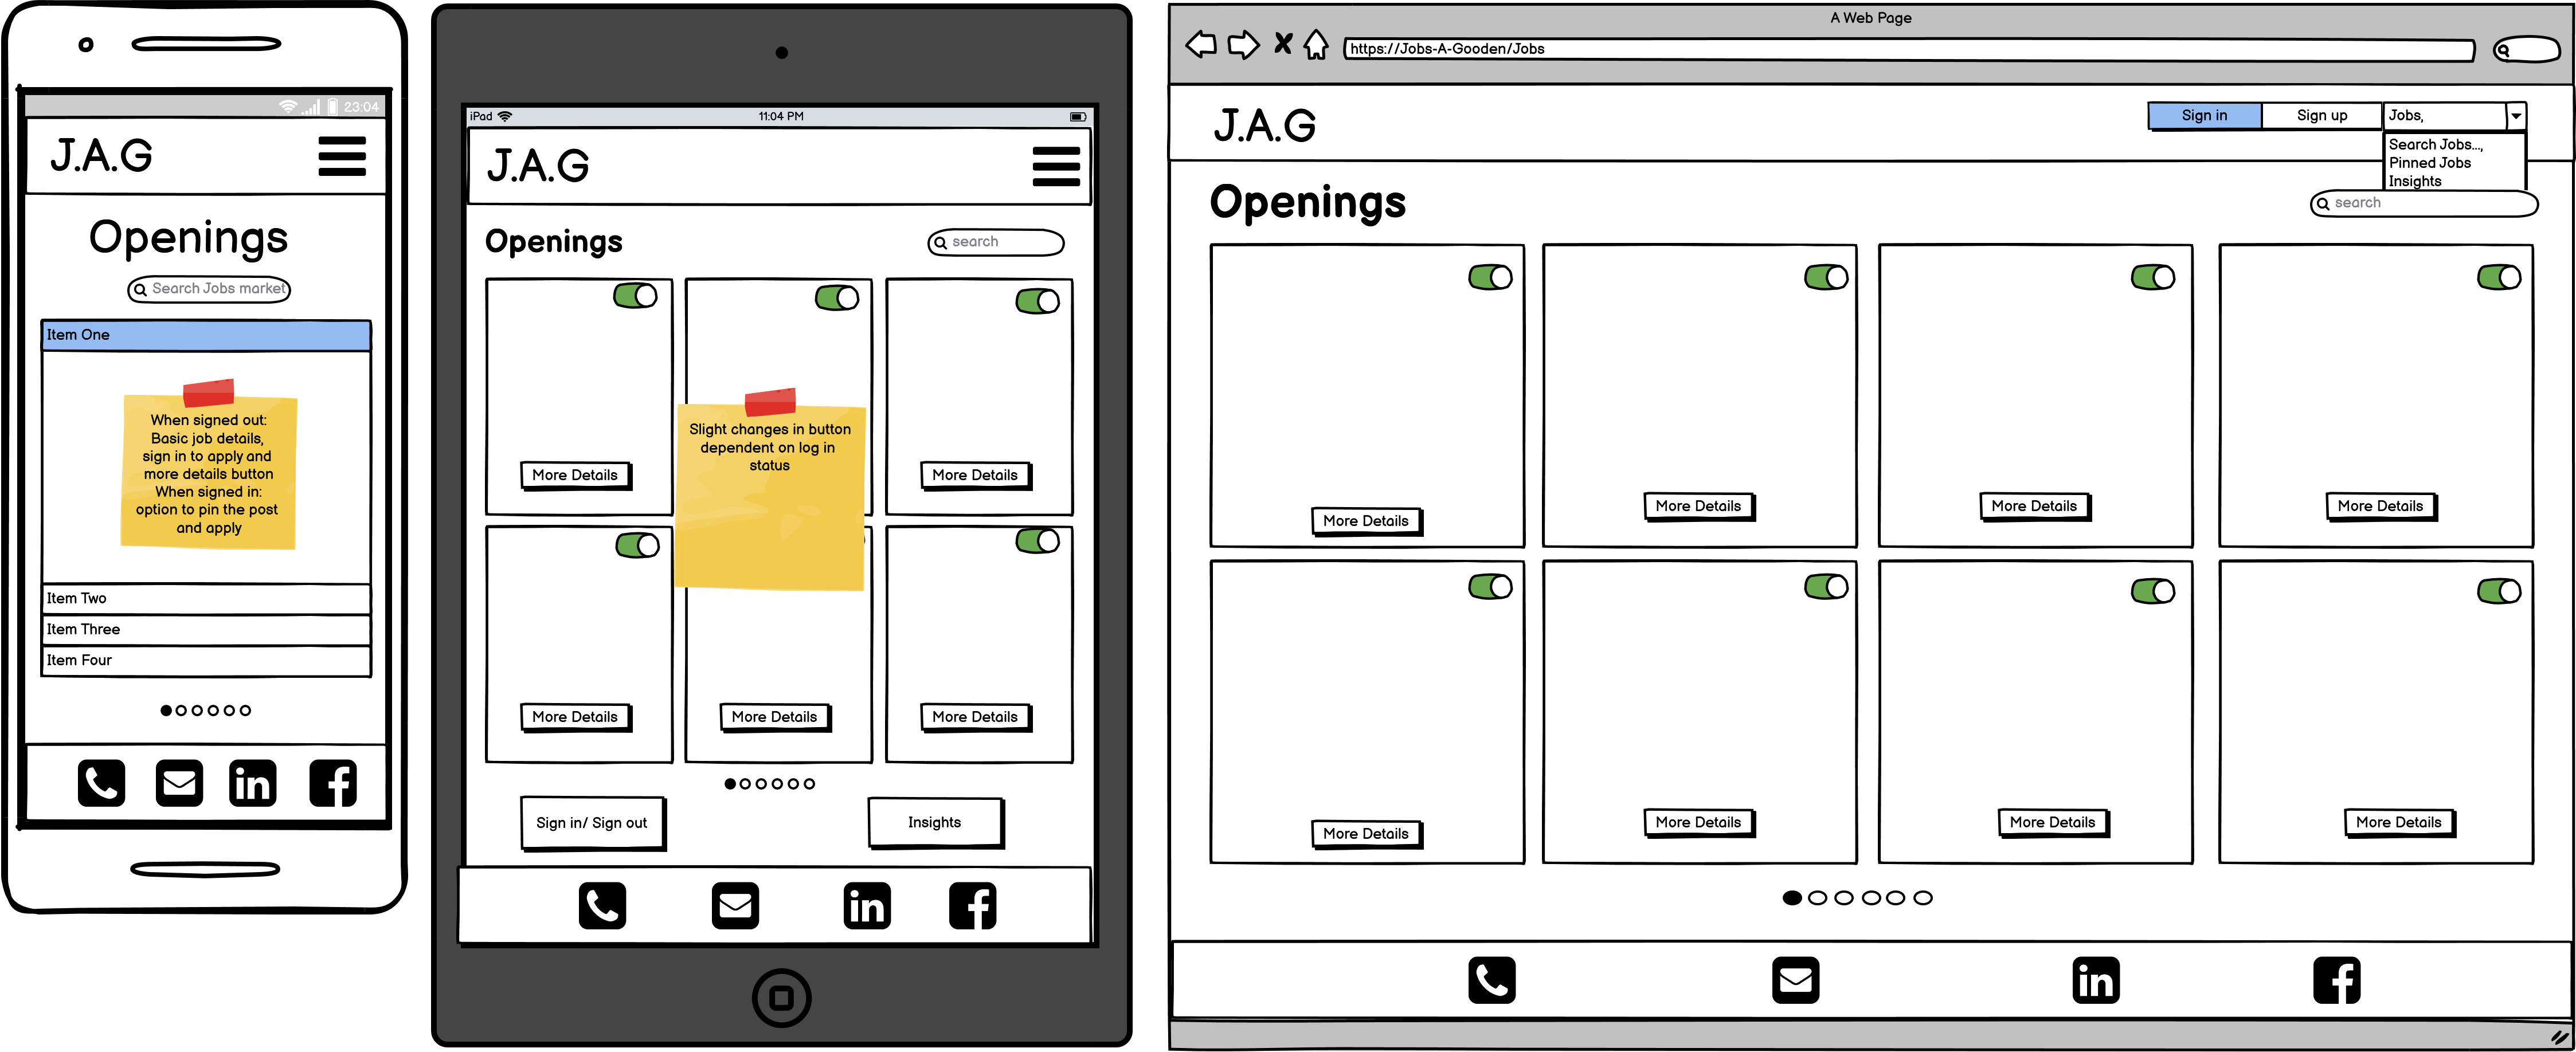 23:04
J.A.G
Openings
Search Jobs market
Item One
When signed out:
Basic job details,
sign in to apply and
more details button
When signed in:
option to pin the post
and apply
Item Two
Item Three
Item Four
in
f
iPad
11:04 PM
J.A.G
Openings
search
Slight changes in button
dependent on log in
status
More Details
More Details
More Details
More Details
More Details
Sign in/ Sign out
Insights
in
f
A Web Page
https://Jobs-A-Gooden/Jobs
J.A.G
Sign in
Sign up
Jobs,
Search Jobs...,
Pinned Jobs
Insights
Openings
search
More Details
More Details
More Details
More Details
More Details
More Details
More Details
More Details
in
f